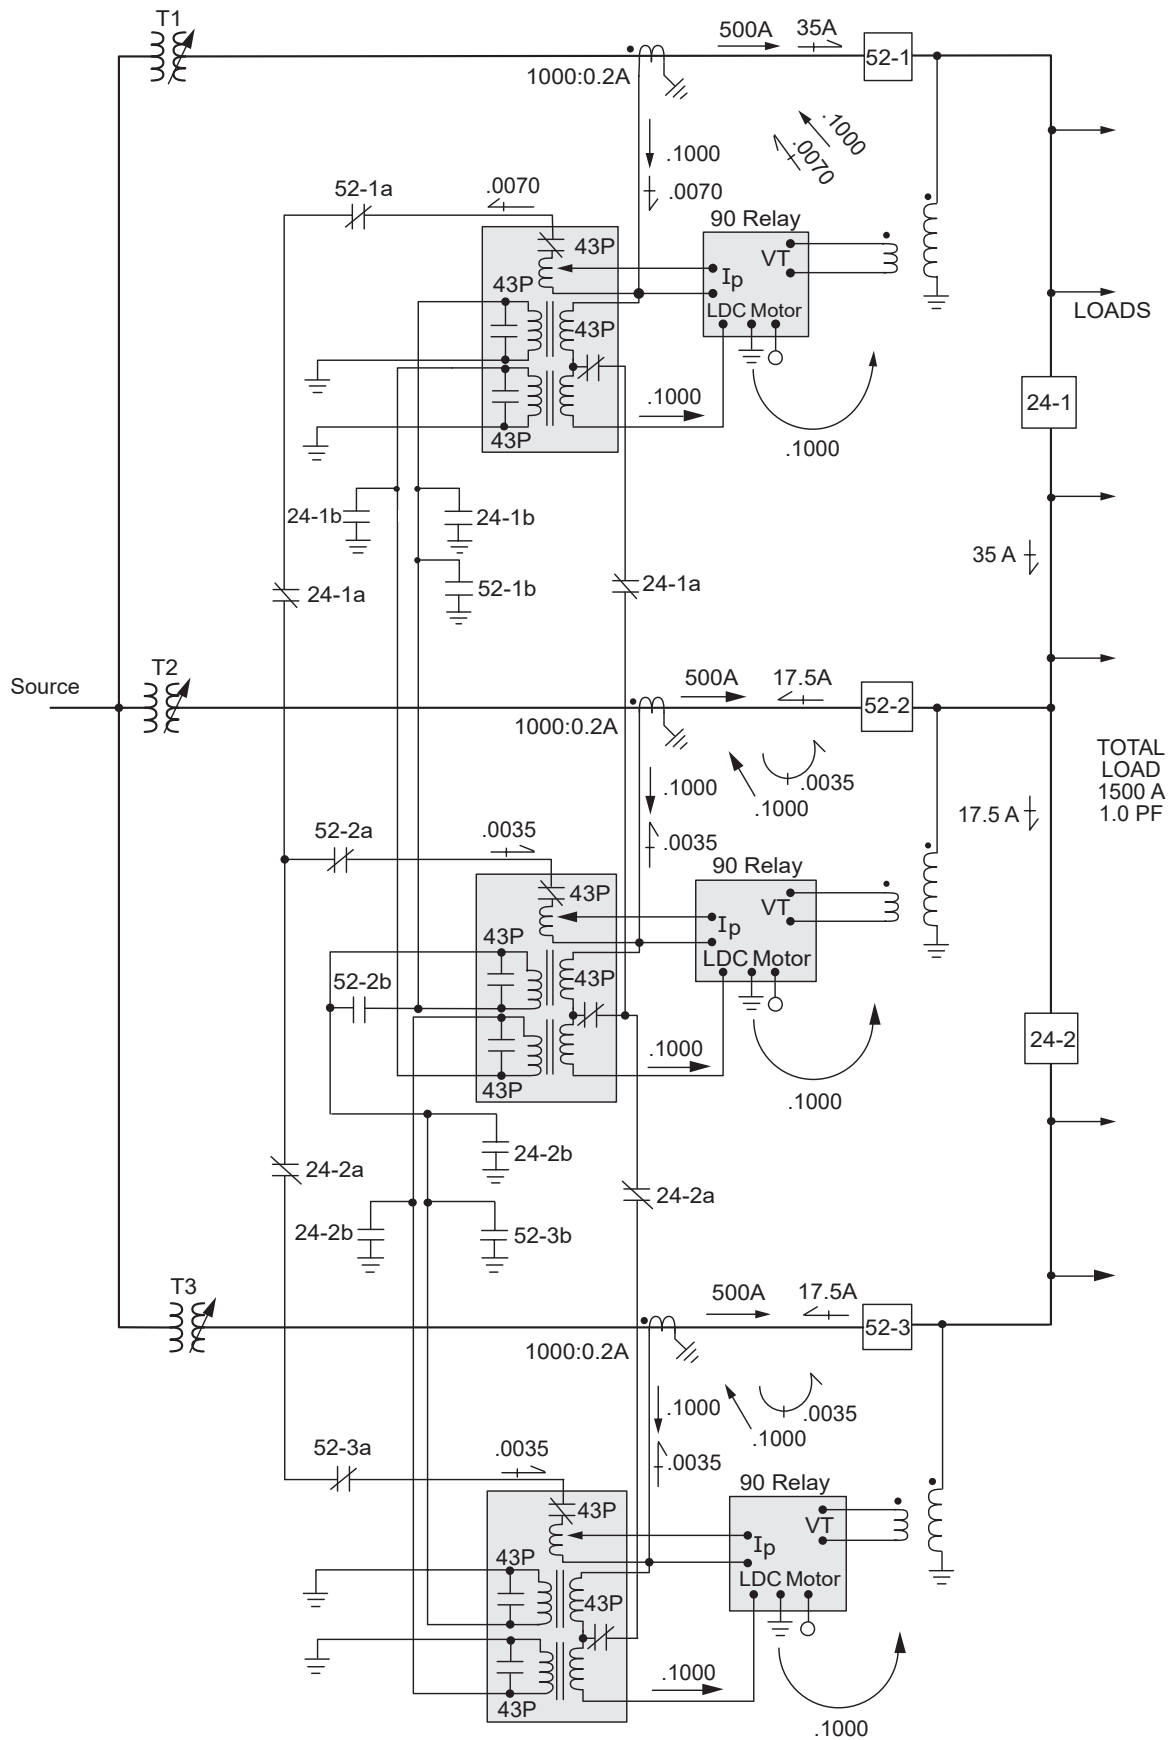 T1
500A
35A
52-1
1000:0.2A
.1000
.0070
.1000
.0070
52-1a
.0070
90 Relay
43P
VT
Ip
43P
LDC Motor
43P
LOADS
.1000
24-1
43P
.1000
24-1b
24-1b
35 A
24-1a
52-1b
24-1a
T2
Source
500A
17.5A
52-2
1000:0.2A
TOTAL
LOAD
1500 A
1.0 PF
.0035
.1000
.1000
17.5 A
52-2a
.0035
.0035
90 Relay
43P
VT
Ip
43P
LDC Motor
43P
52-2b
24-2
.1000
43P
.1000
24-2b
24-2a
24-2a
24-2b
52-3b
T3
500A
17.5A
52-3
1000:0.2A
.1000
.0035
.1000
52-3a
.0035
.0035
90 Relay
43P
VT
Ip
43P
LDC Motor
43P
.1000
43P
.1000